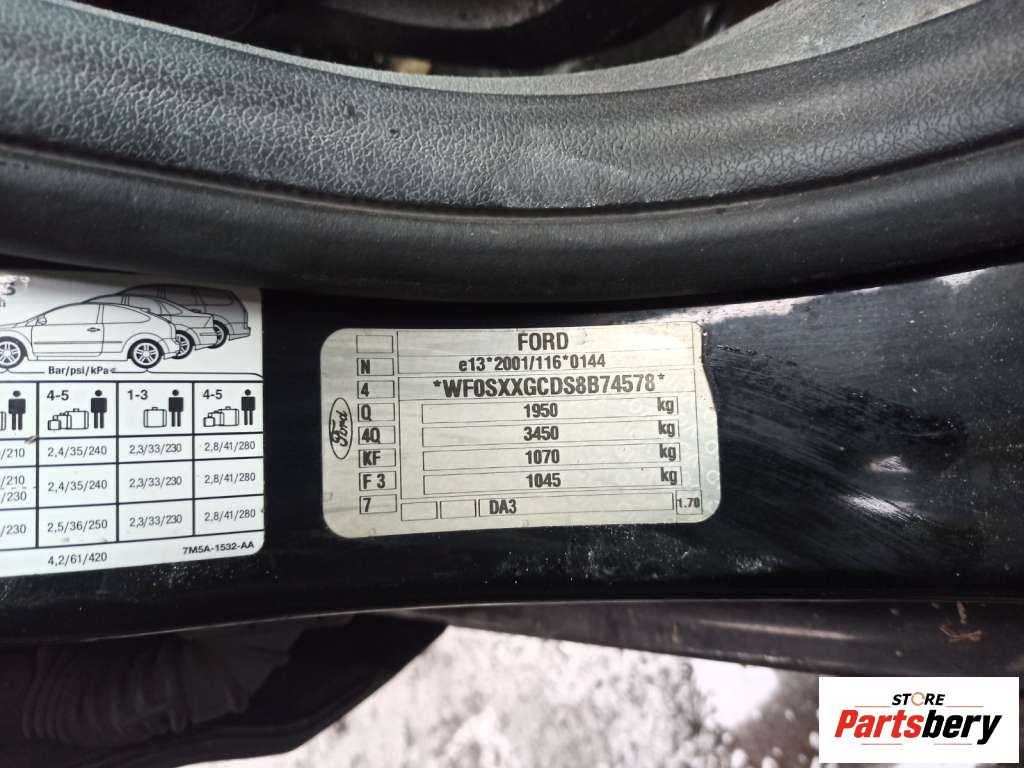 Bar/psi/kPa
4-5 1-3 4-5
/210 2,4/35/240 2,3/33/230 2,8/41/280
/210 2,4/35/240 2,3/33/230 2,8/41/280
/230
/230 2,5/36/250 2,3/33/230 2,8/41/280
4,2/61/420 7M5A-1532-AA
Ford
FORD
N e13*2001/116*0144
4 *WF0SXXGCDS8B74578*
Q 1950 kg
4Q 3450 kg
KF 1070 kg
F 3 1045 kg
7 DA3 1.70
STORE
Partsbery